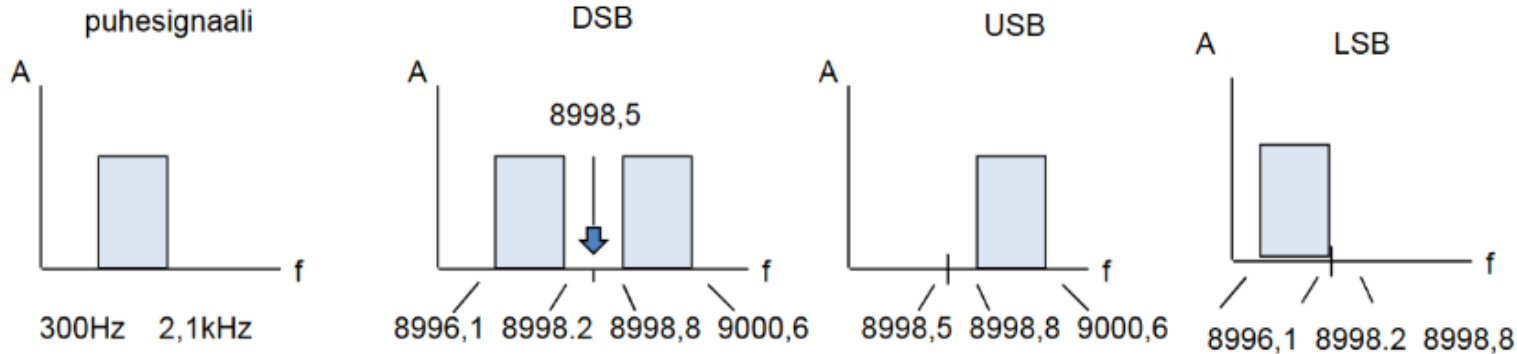 puhesignaali
A
f
300Hz 2,1kHz
DSB
A
8998,5
f
8996,1 8998.2 8998,8 9000,6
USB
A
f
8998,5 8998,8 9000,6
LSB
A
f
8996,1 8998.2 8998,8